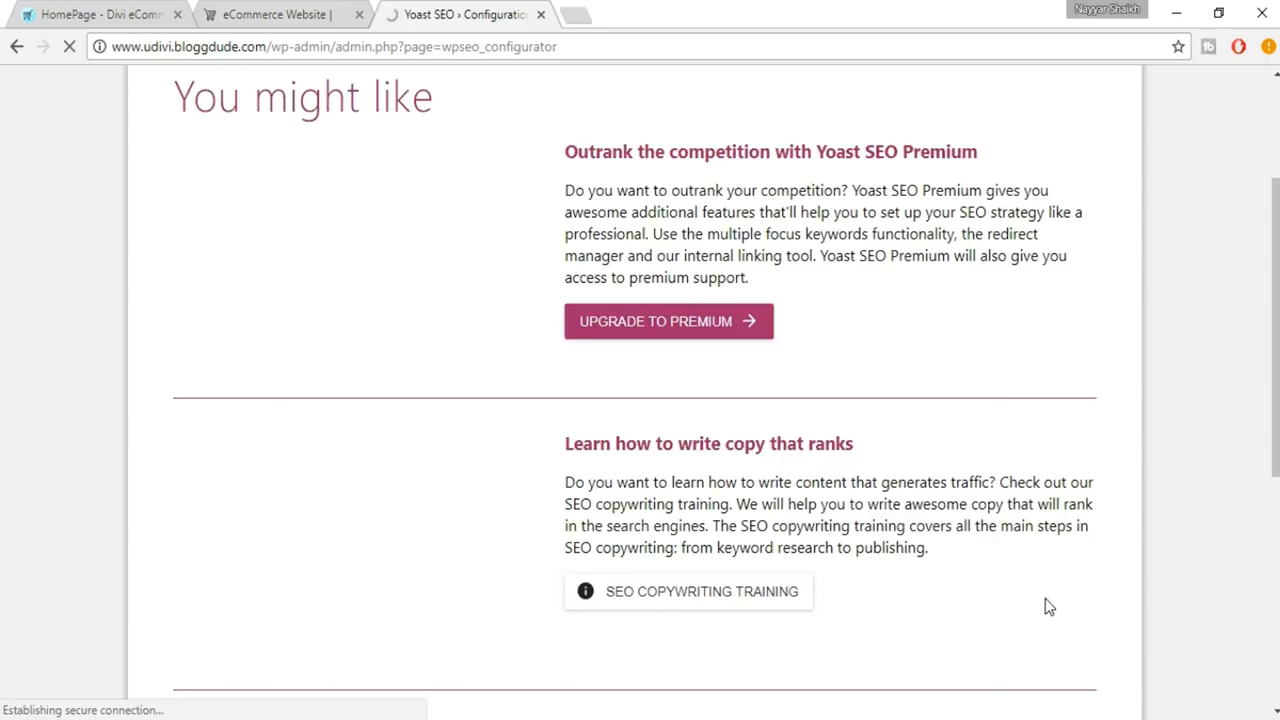 HomePage - Divi eComm
eCommerce Website |
Yoast SEO › Configuratio
Nayyar Shaikh
www.udivi.bloggdude.com/wp-admin/admin.php?page=wpseo_configurator
You might like
Outrank the competition with Yoast SEO Premium
Do you want to outrank your competition? Yoast SEO Premium gives you
awesome additional features that'll help you to set up your SEO strategy like a
professional. Use the multiple focus keywords functionality, the redirect
manager and our internal linking tool. Yoast SEO Premium will also give you
access to premium support.
UPGRADE TO PREMIUM
Learn how to write copy that ranks
Do you want to learn how to write content that generates traffic? Check out our
SEO copywriting training. We will help you to write awesome copy that will rank
in the search engines. The SEO copywriting training covers all the main steps in
SEO copywriting: from keyword research to publishing.
SEO COPYWRITING TRAINING
Establishing secure connection...